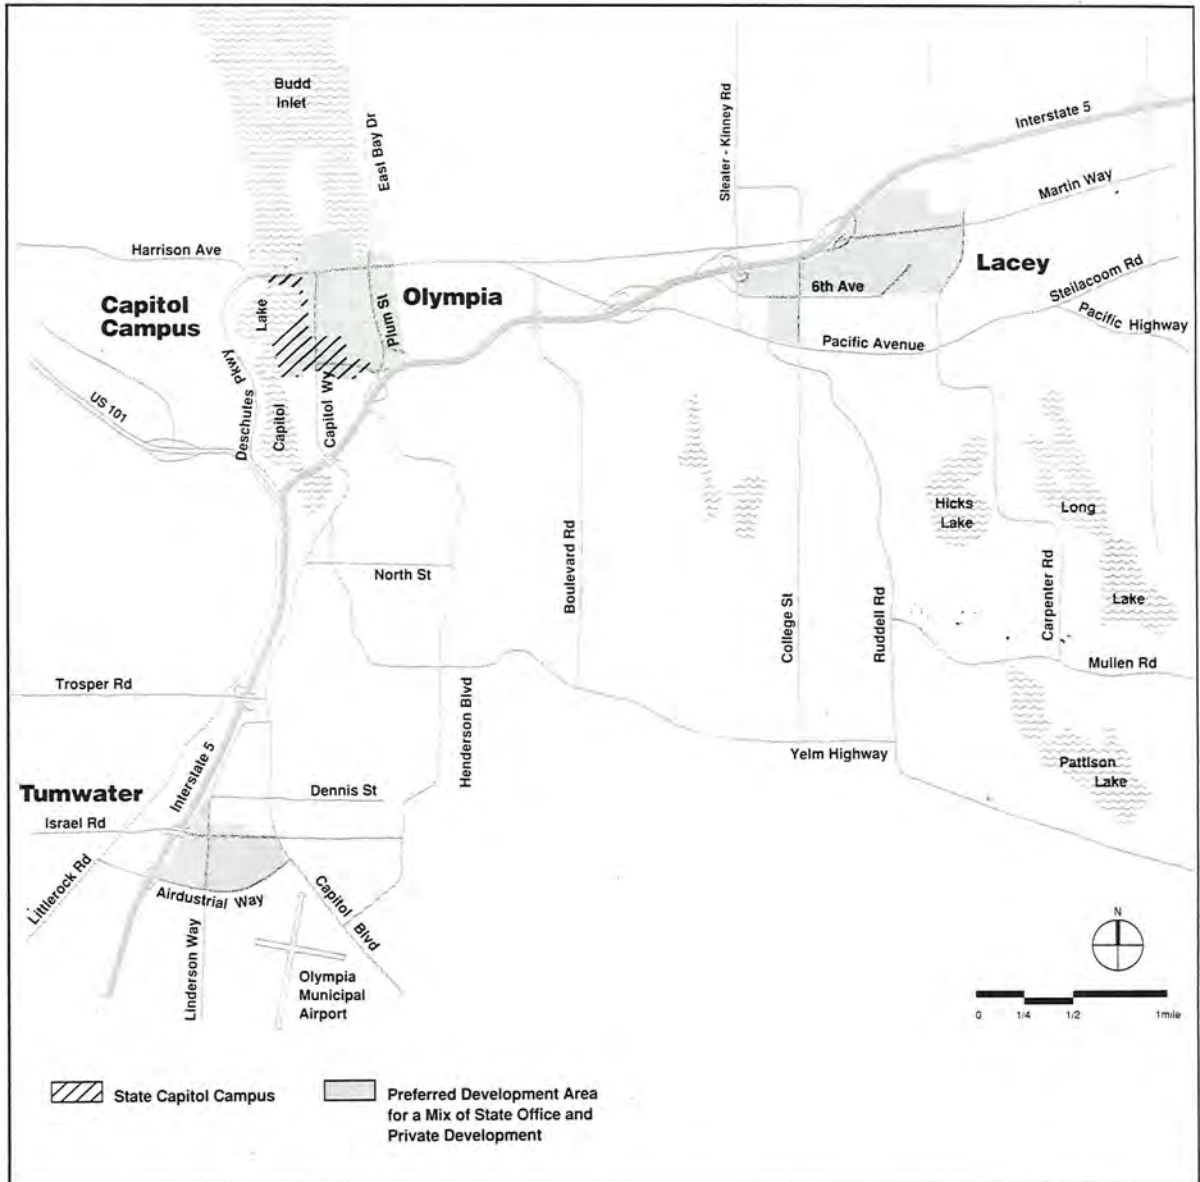 Budd
Inlet
East Bay Dr
Sleater - Kinney Rd
Interstate 5
Martin Way
Harrison Ave
Capitol
Campus
Lake
Olympia
Plum St
6th Ave
Lacey
Steilacoom Rd
Pacific Highway
Pacific Avenue
US 101
Deschutes Pkwy
Capitol
Capitol Wy
Hicks
Lake
Long
Lake
North St
Boulevard Rd
College St
Ruddell Rd
Carpenter Rd
Mullen Rd
Trosper Rd
Henderson Blvd
Yelm Highway
Pattison
Lake
Interstate 5
Tumwater
Dennis St
Israel Rd
Littlerock Rd
Airdustrial Way
Capitol Blvd
Linderson Way
Olympia
Municipal
Airport
N
0 1/4 1/2 1mile
State Capitol Campus
Preferred Development Area
for a Mix of State Office and
Private Development